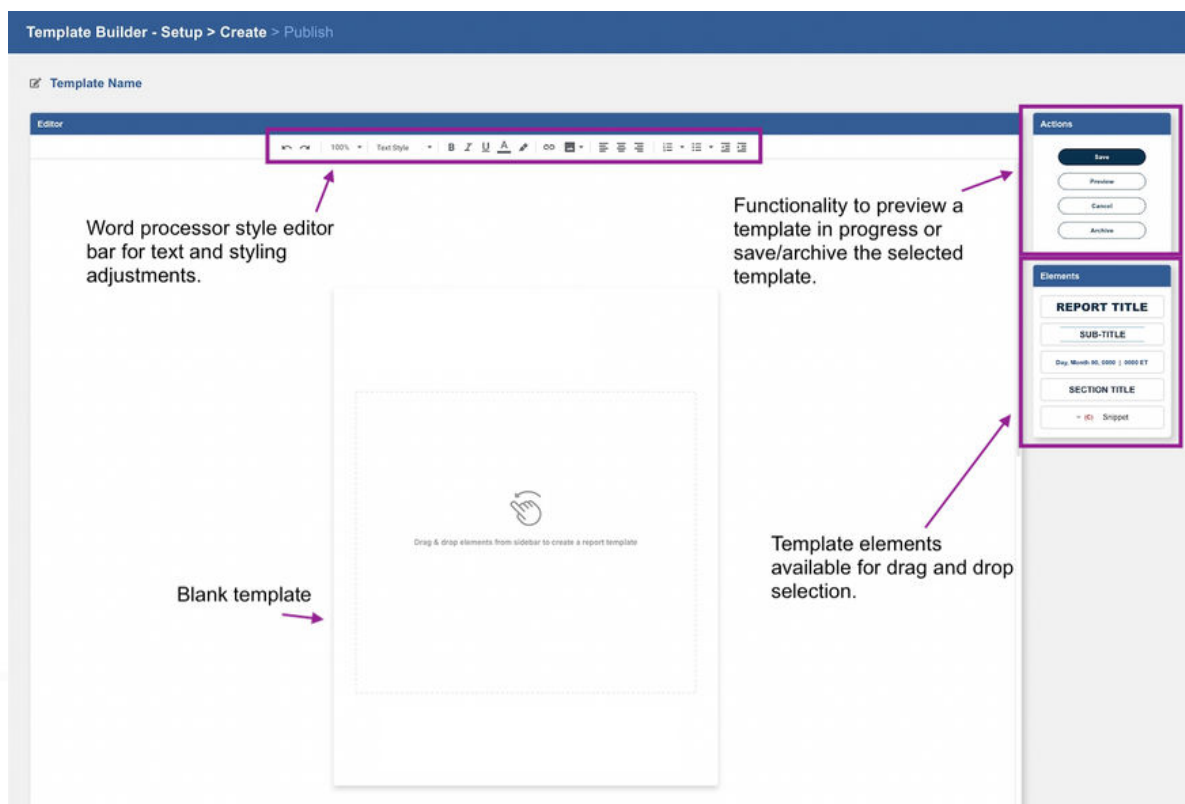 Template Builder - Setup > Create > Publish
Template Name
Editor
100%
Text Style
B I U A
Actions
Save
Preview
Cancel
Archive
Word processor style editor
bar for text and styling
adjustments.
Functionality to preview a
template in progress or
save/archive the selected
template.
Elements
REPORT TITLE
SUB-TITLE
Day, Month 00, 0000 | 0000 ET
SECTION TITLE
(C) Snippet
Drag & drop elements from sidebar to create a report template
Template elements
available for drag and drop
selection.
Blank template